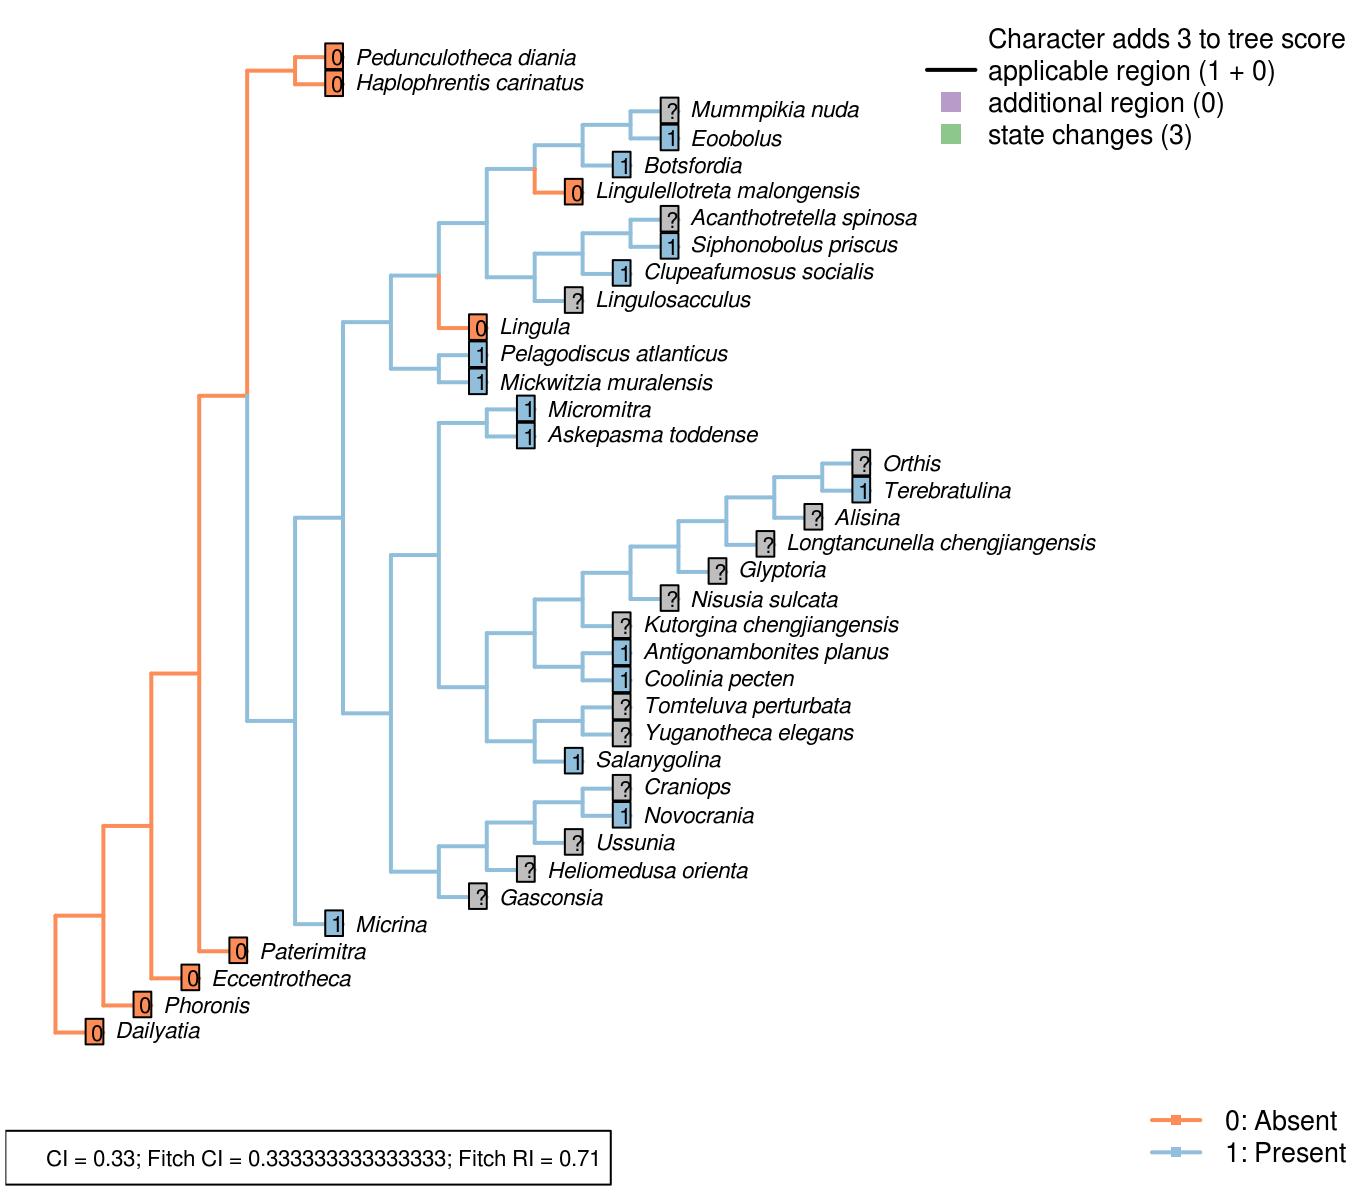 Character adds 3 to tree score
applicable region (1 + 0)
additional region (0)
state changes (3)
0 Pedunculotheca diania
0 Haplophrentis carinatus
? Mummpikia nuda
1 Eoobolus
1 Botsfordia
0 Lingulellotreta malongensis
? Acanthotretella spinosa
1 Siphonobolus priscus
1 Clupeafumosus socialis
? Lingulosacculus
0 Lingula
1 Pelagodiscus atlanticus
1 Mickwitzia muralensis
1 Micromitra
1 Askepasma toddense
? Orthis
1 Terebratulina
? Alisina
? Longtancunella chengjiangensis
? Glyptoria
? Nisusia sulcata
? Kutorgina chengjiangensis
1 Antigonambonites planus
1 Coolinia pecten
? Tomteluva perturbata
? Yuganotheca elegans
1 Salanygolina
? Craniops
1 Novocrania
? Ussunia
? Heliomedusa orienta
? Gasconsia
1 Micrina
0 Paterimitra
0 Eccentrotheca
0 Phoronis
0 Dailyatia
0: Absent
1: Present
CI = 0.33; Fitch CI = 0.333333333333333; Fitch RI = 0.71